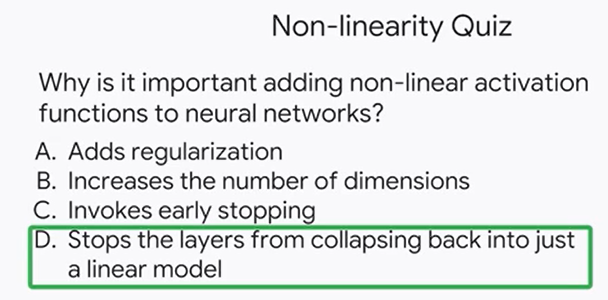 Non-linearity Quiz
Why is it important adding non-linear activation
functions to neural networks?
A. Adds regularization
B. Increases the number of dimensions
C. Invokes early stopping
D. Stops the layers from collapsing back into just
a linear model